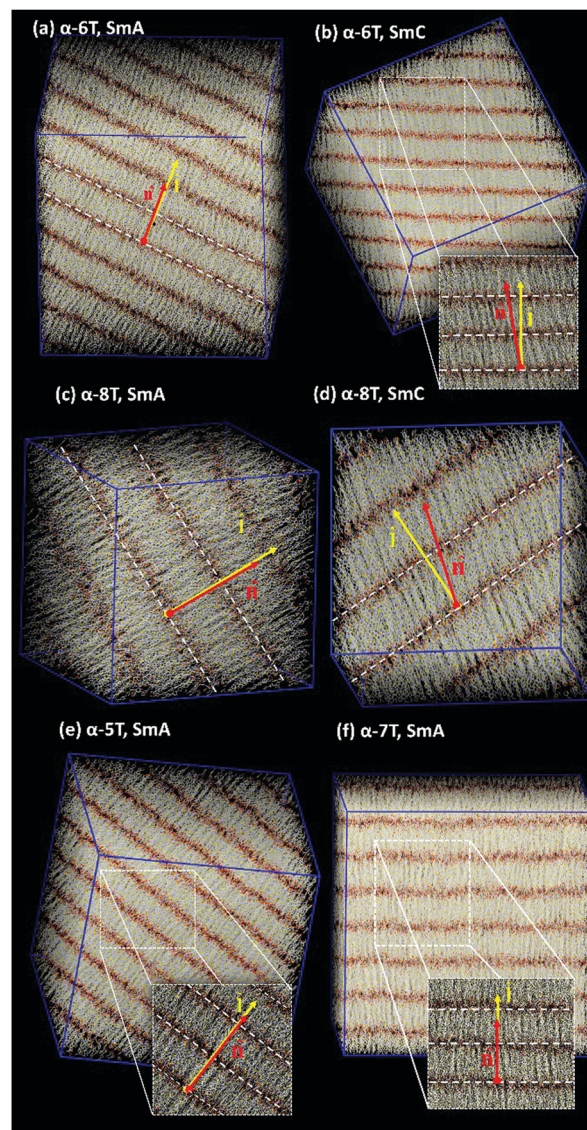 (a) α-6T, SmA
(b) α-6T, SmC
n̂
l̂
n̂
l̂
(c) α-8T, SmA
(d) α-8T, SmC
l̂
n̂
l̂
n̂
(e) α-5T, SmA
(f) α-7T, SmA
l̂
n̂
l̂
n̂